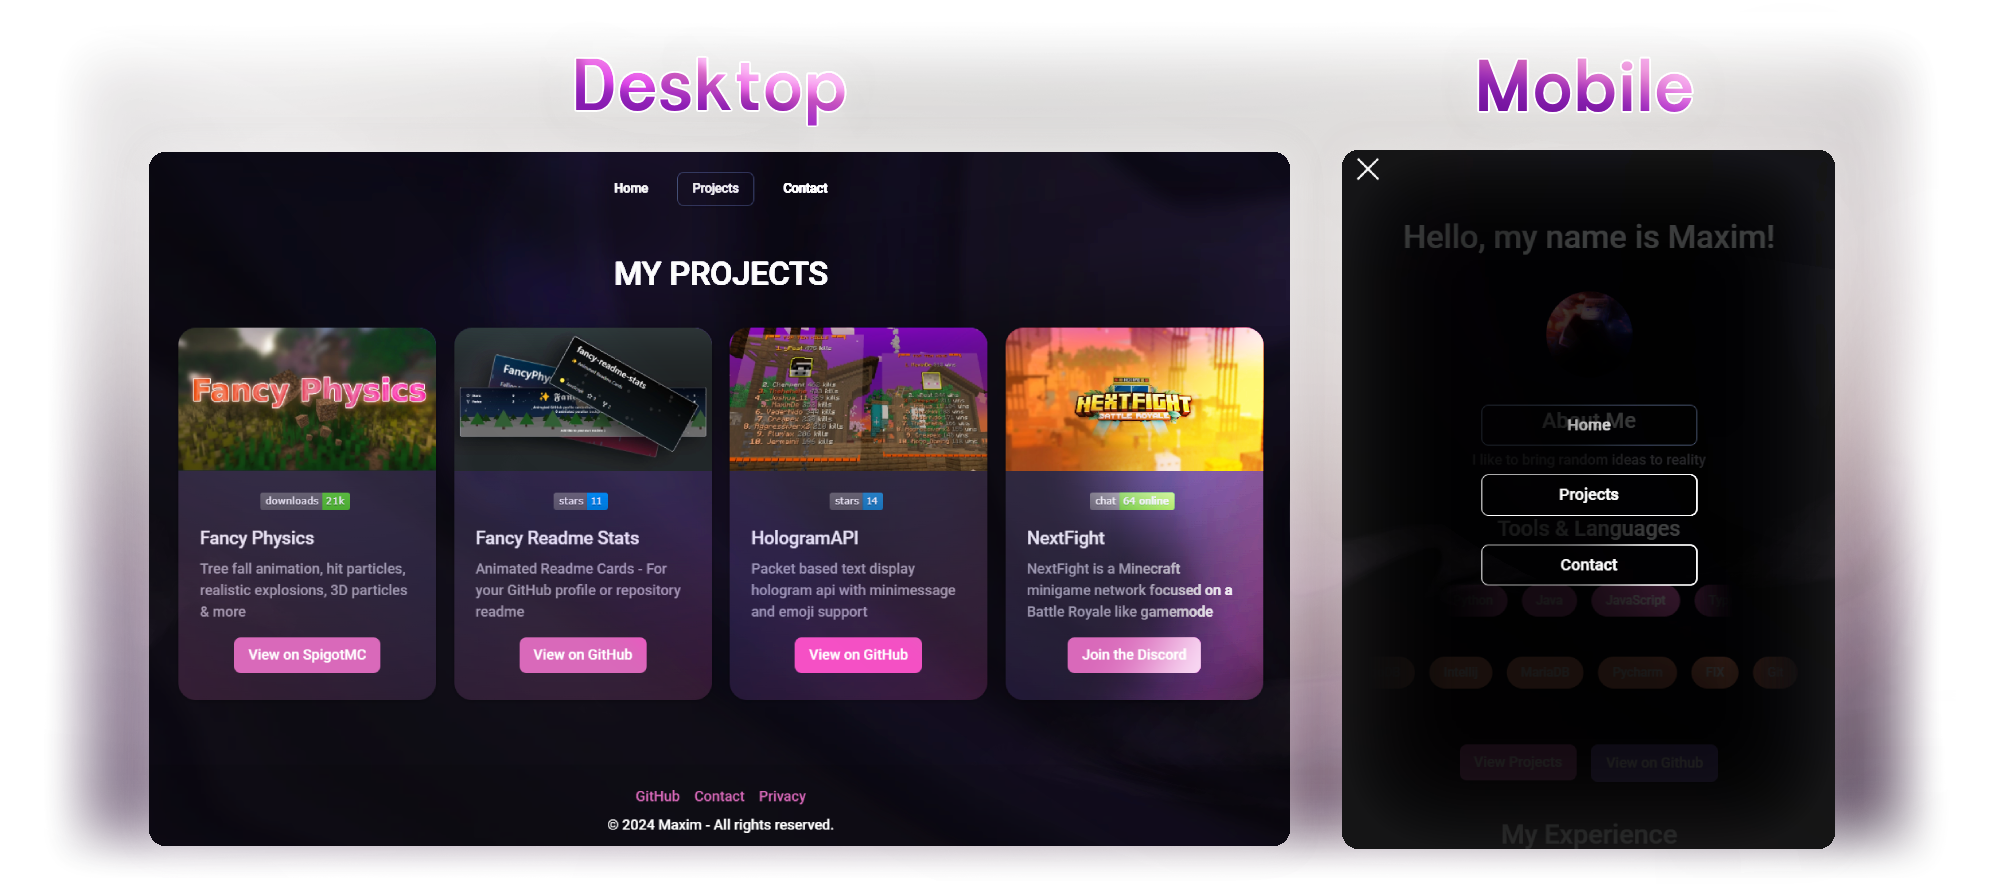 Desktop
Mobile
Home
Projects
Contact
MY PROJECTS
Fancy Physics
downloads 21k
Fancy Physics
Tree fall animation, hit particles,
realistic explosions, 3D particles
& more
View on SpigotMC
fancy-readme-stats
FancyPhy
stars 11
Fancy Readme Stats
Animated Readme Cards - For
your GitHub profile or repository
readme
View on GitHub
stars 14
HologramAPI
Packet based text display
hologram api with minimessage
and emoji support
View on GitHub
NEXTFIGHT
BATTLE ROYALE
chat 64 online
NextFight
NextFight is a Minecraft
minigame network focused on a
Battle Royale like gamemode
Join the Discord
GitHub
Contact
Privacy
© 2024 Maxim - All rights reserved.
Hello, my name is Maxim!
About Me
Home
I like to bring random ideas to reality
Projects
Tools & Languages
Contact
Java
JavaScript
IntelliJ
MariaDB
Pycharm
FIX
View Projects
View on Github
My Experience